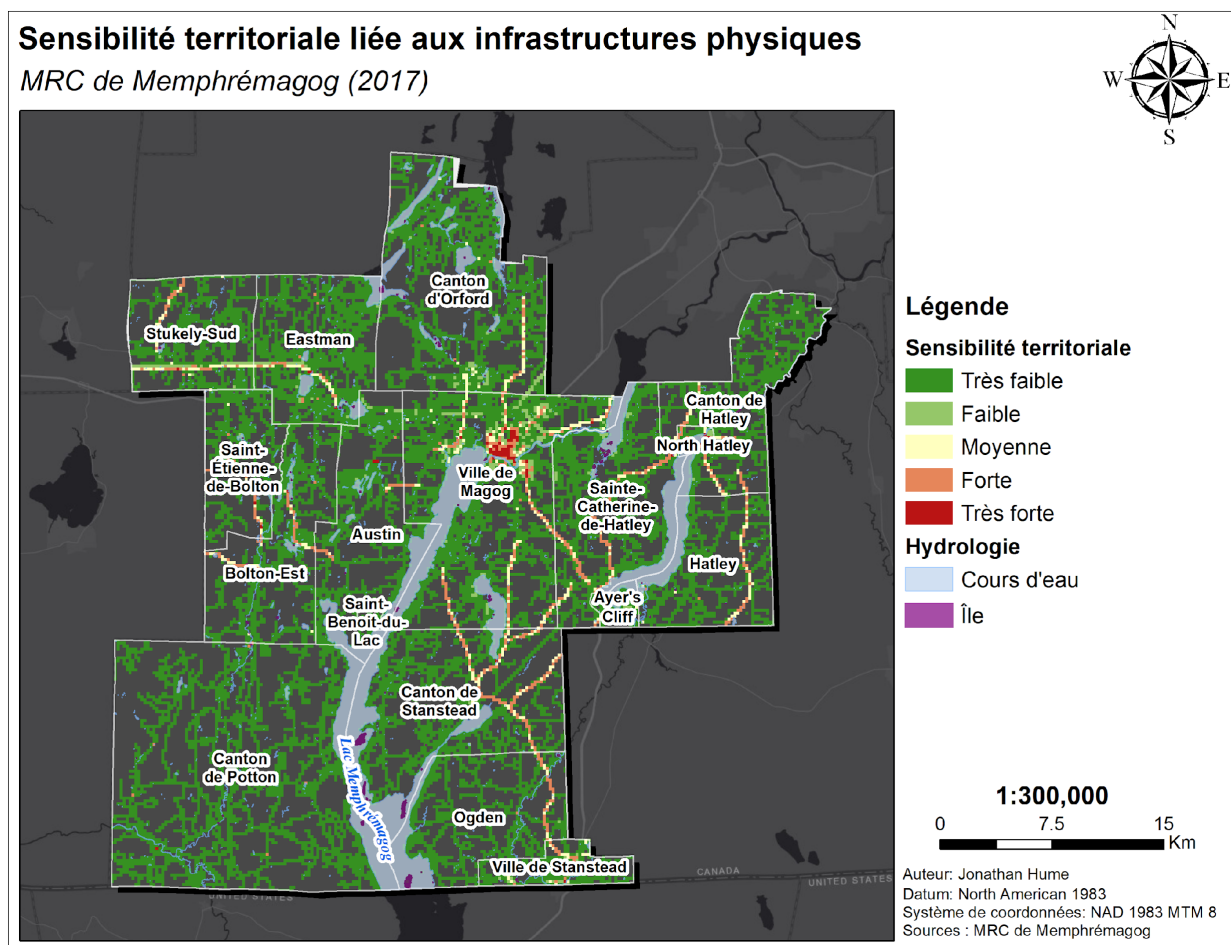 Sensibilité territoriale liée aux infrastructures physiques
MRC de Memphrémagog (2017)
N
W
E
S
Canton
d'Orford
Stukely-Sud
Eastman
Canton de
Hatley
North Hatley
Saint-
Étienne-
de-Bolton
Ville de
Magog
Sainte-
Catherine-
de-Hatley
Austin
Hatley
Bolton-Est
Ayer's
Cliff
Saint-
Benoit-du-
Lac
Canton de
Stanstead
Canton
de Potton
Lac Memphrémagog
Ogden
Ville de Stanstead
CANADA
UNITED STATES
UNITED STATES
Légende
Sensibilité territoriale
Très faible
Faible
Moyenne
Forte
Très forte
Hydrologie
Cours d'eau
Île
1:300,000
0 7.5 15
Km
Auteur: Jonathan Hume
Datum: North American 1983
Système de coordonnées: NAD 1983 MTM 8
Sources : MRC de Memphrémagog